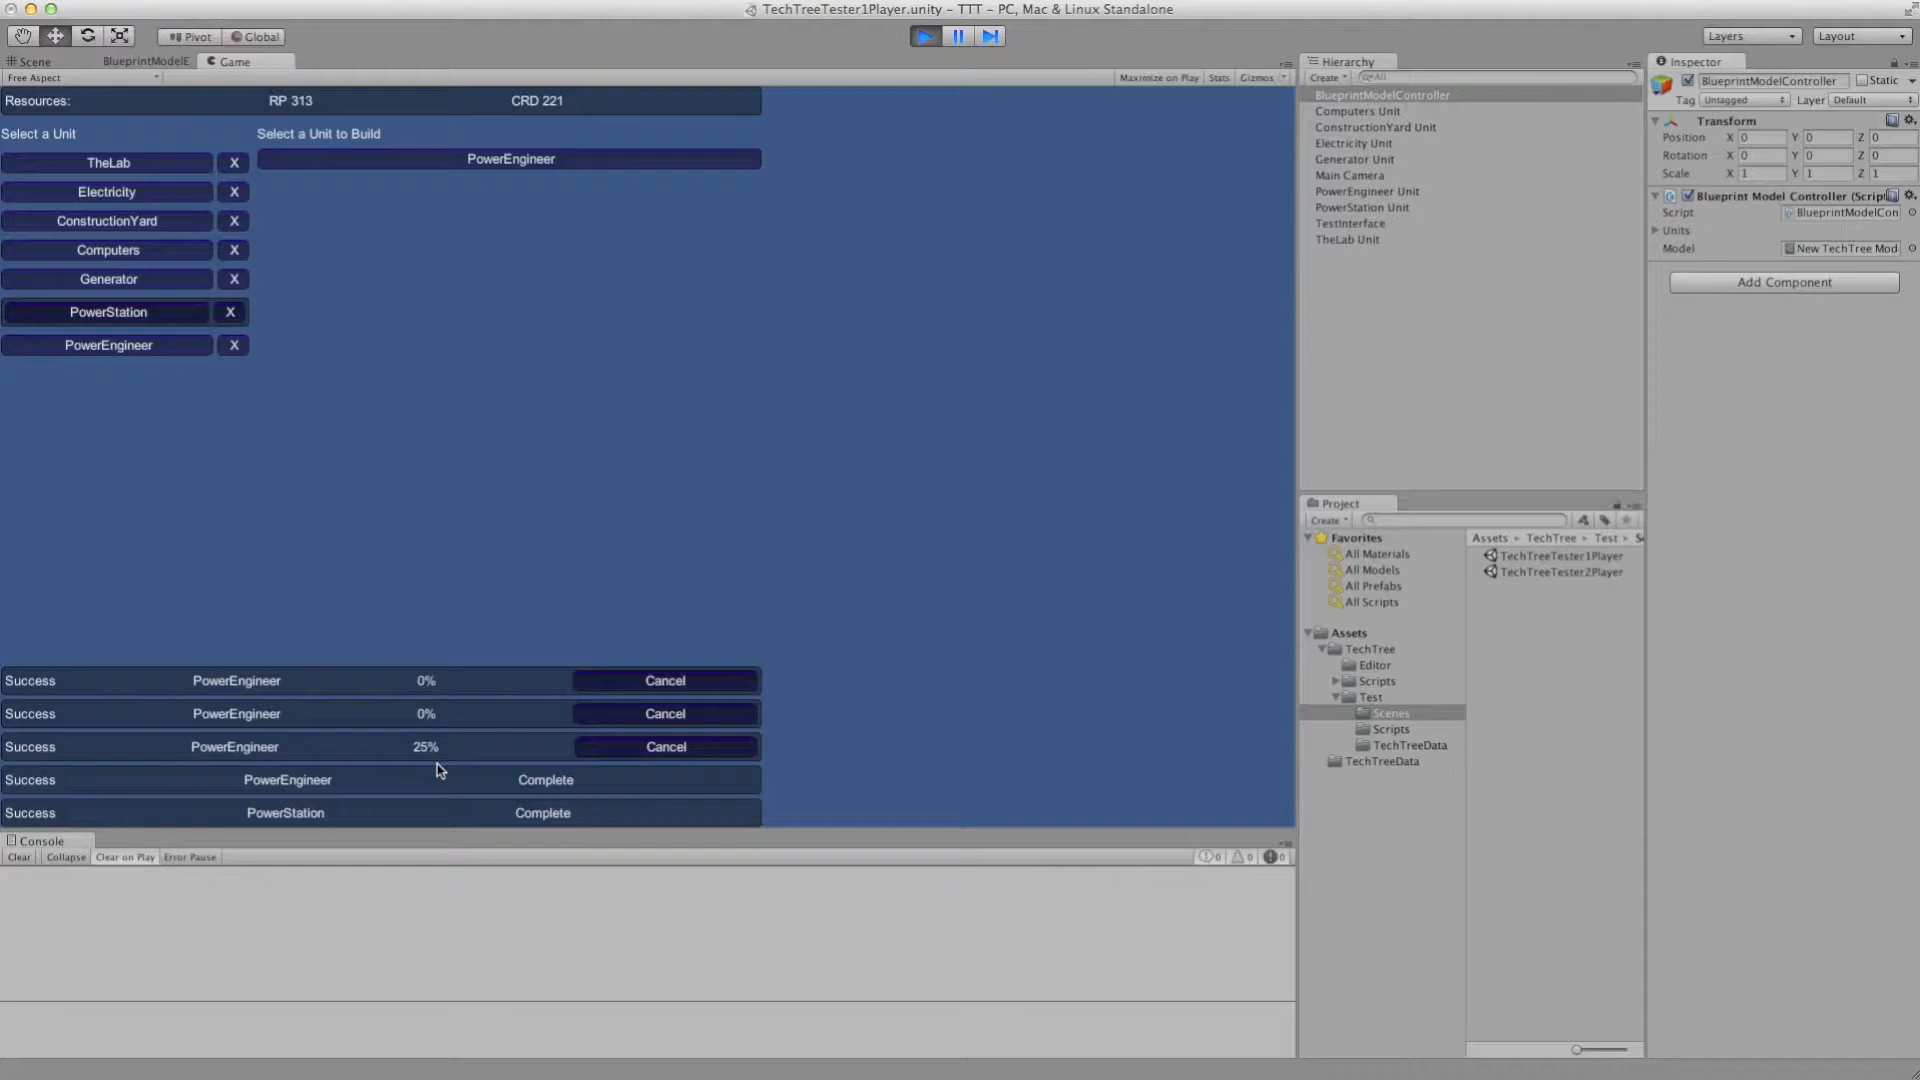 TechTreeTester1Player.unity – TTT – PC, Mac & Linux Standalone
Pivot Global
Layers Layout
Scene BlueprintModelE Game
Free Aspect Maximize on Play Stats Gizmos
Resources: RP 313 CRD 221
Select a Unit Select a Unit to Build
TheLab X PowerEngineer
Electricity X
ConstructionYard X
Computers X
Generator X
PowerStation X
PowerEngineer X
Success PowerEngineer 0% Cancel
Success PowerEngineer 0% Cancel
Success PowerEngineer 25% Cancel
Success PowerEngineer Complete
Success PowerStation Complete
Console
Clear Collapse Clear on Play Error Pause 0 0 0
Hierarchy
Create All
BlueprintModelController
Computers Unit
ConstructionYard Unit
Electricity Unit
Generator Unit
Main Camera
PowerEngineer Unit
PowerStation Unit
TestInterface
TheLab Unit
Project
Create
Favorites
All Materials
All Models
All Prefabs
All Scripts
Assets
TechTree
Editor
Scripts
Test
Scenes
Scripts
TechTreeData
TechTreeData
Assets TechTree Test S
TechTreeTester1Player
TechTreeTester2Player
Inspector
BlueprintModelController Static
Tag Untagged Layer Default
Transform
Position X 0 Y 0 Z 0
Rotation X 0 Y 0 Z 0
Scale X 1 Y 1 Z 1
Blueprint Model Controller (Scrip
Script BlueprintModelCon
Units
Model New TechTree Mod
Add Component